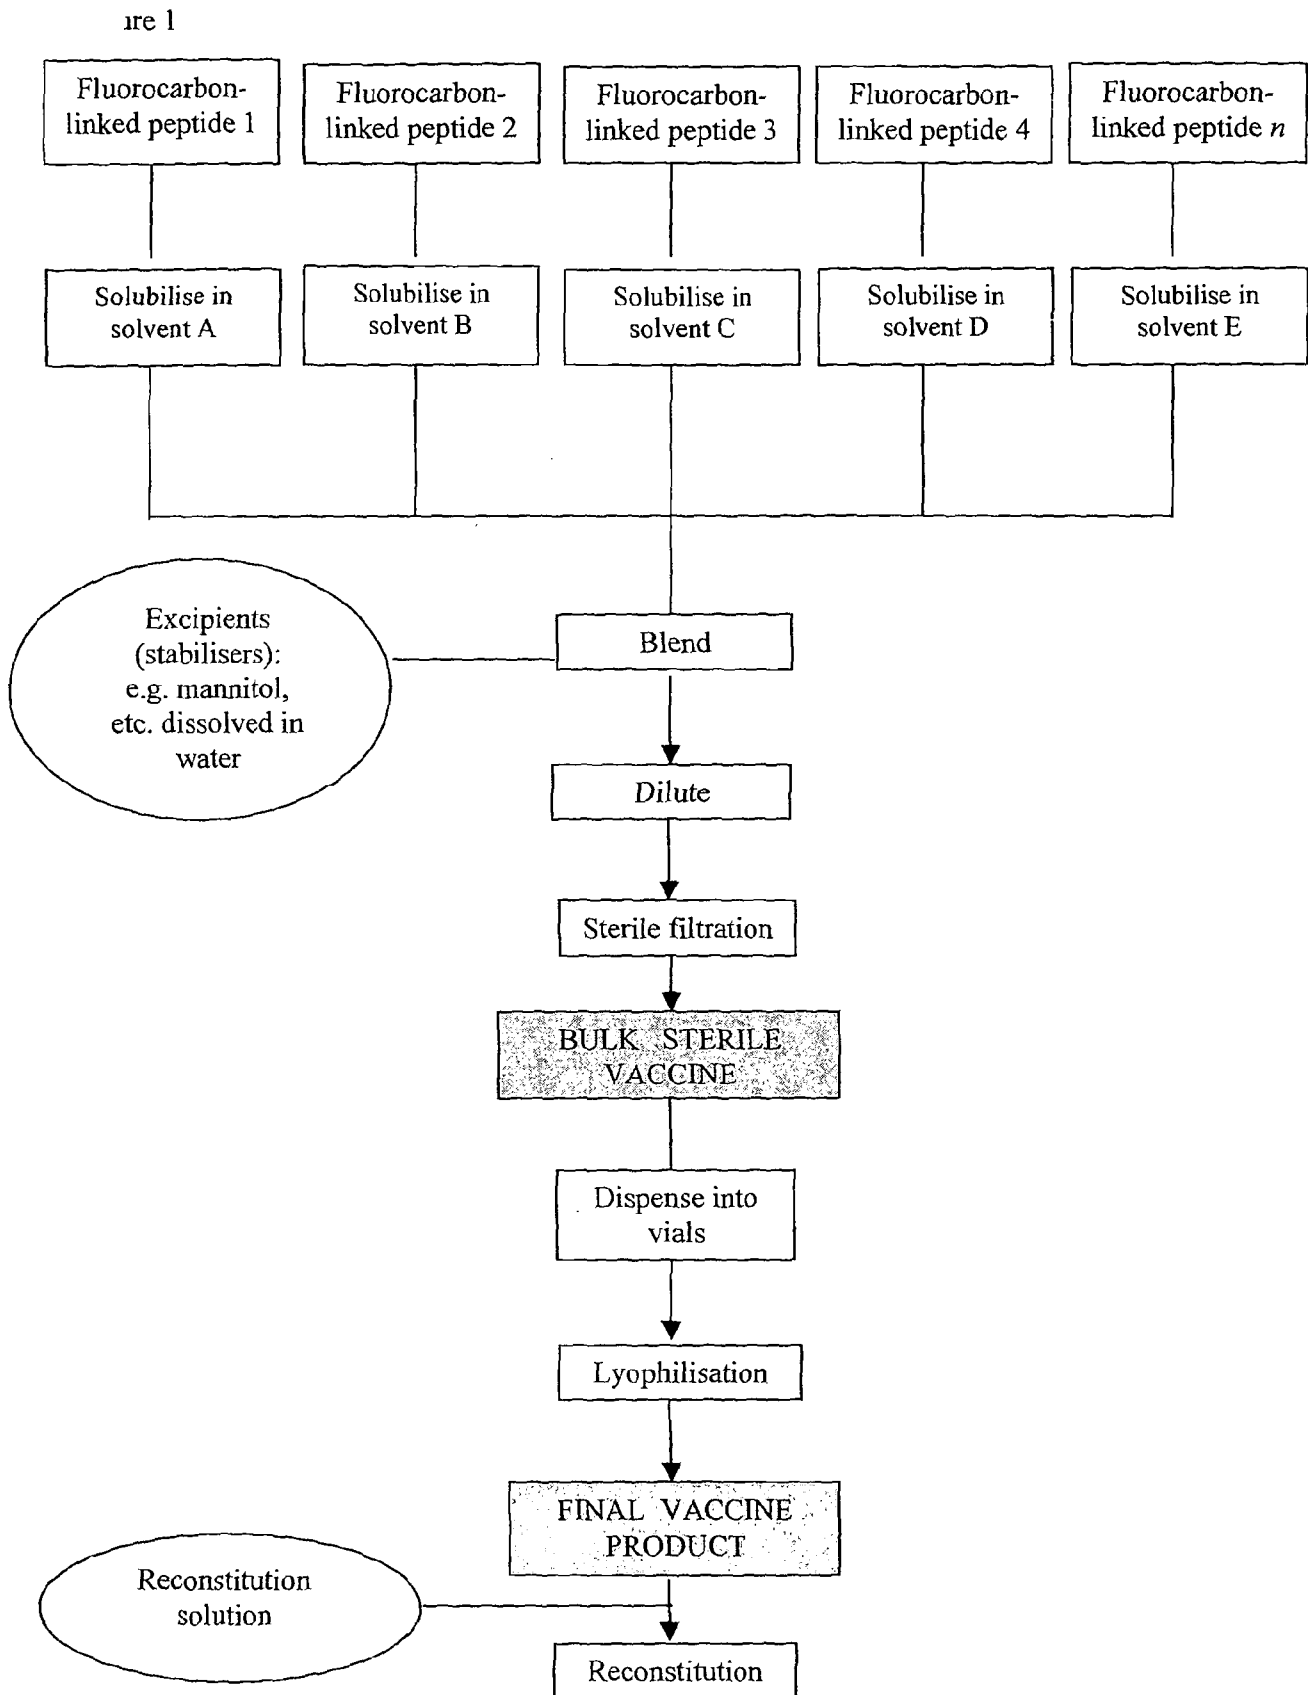 ire 1
Fluorocarbon-
linked peptide 1
Fluorocarbon-
linked peptide 2
Fluorocarbon-
linked peptide 3
Fluorocarbon-
linked peptide 4
Fluorocarbon-
linked peptide n
Solubilise in
solvent A
Solubilise in
solvent B
Solubilise in
solvent C
Solubilise in
solvent D
Solubilise in
solvent E
Excipients
(stabilisers):
e.g. mannitol,
etc. dissolved in
water
Blend
Dilute
Sterile filtration
BULK STERILE
VACCINE
Dispense into
vials
Lyophilisation
FINAL VACCINE
PRODUCT
Reconstitution
solution
Reconstitution